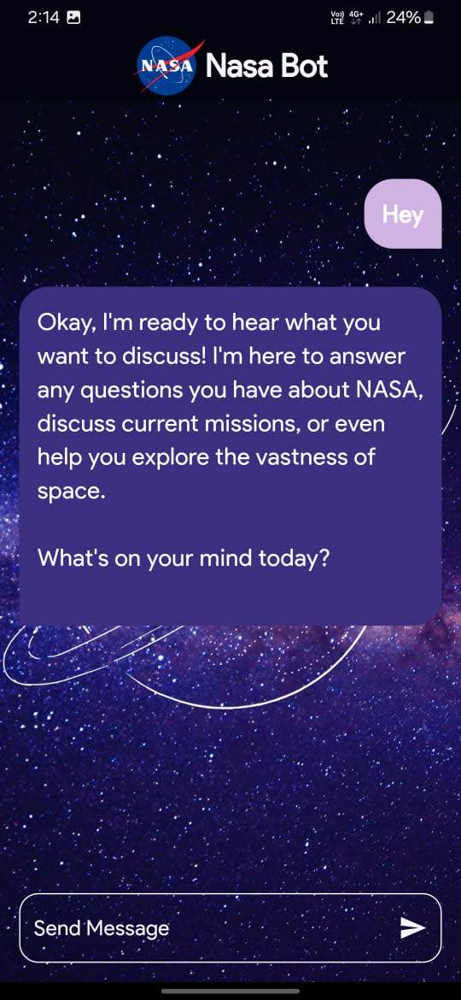 2:14
Vo) 4G+ 24%
LTE
NASA Nasa Bot
Hey
Okay, I'm ready to hear what you
want to discuss! I'm here to answer
any questions you have about NASA,
discuss current missions, or even
help you explore the vastness of
space.
What's on your mind today?
Send Message